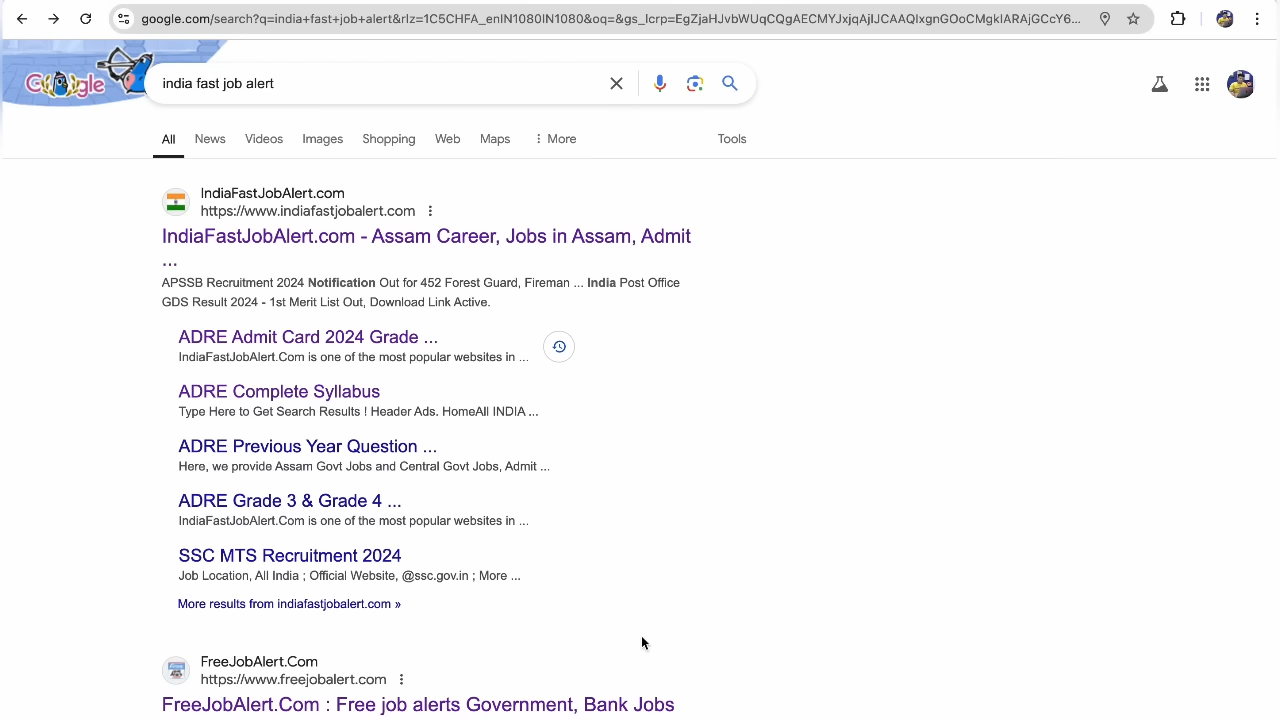 google.com/search?q=india+fast+job+alert&rlz=1C5CHFA_enIN1080IN1080&oq=&gs_lcrp=EgZjaHJvbWUqCQgAECMYJxjqAjIJCAAQIxgnGOoCMgkIARAjGCcY6...
Google
india fast job alert
All News Videos Images Shopping Web Maps More Tools
IndiaFastJobAlert.com
https://www.indiafastjobalert.com
IndiaFastJobAlert.com - Assam Career, Jobs in Assam, Admit
...
APSSB Recruitment 2024 Notification Out for 452 Forest Guard, Fireman ... India Post Office
GDS Result 2024 - 1st Merit List Out, Download Link Active.
ADRE Admit Card 2024 Grade ...
IndiaFastJobAlert.Com is one of the most popular websites in ...
ADRE Complete Syllabus
Type Here to Get Search Results ! Header Ads. HomeAll INDIA ...
ADRE Previous Year Question ...
Here, we provide Assam Govt Jobs and Central Govt Jobs, Admit ...
ADRE Grade 3 & Grade 4 ...
IndiaFastJobAlert.Com is one of the most popular websites in ...
SSC MTS Recruitment 2024
Job Location, All India ; Official Website, @ssc.gov.in ; More ...
More results from indiafastjobalert.com »
FreeJobAlert.Com
https://www.freejobalert.com
FreeJobAlert.Com : Free job alerts Government, Bank Jobs